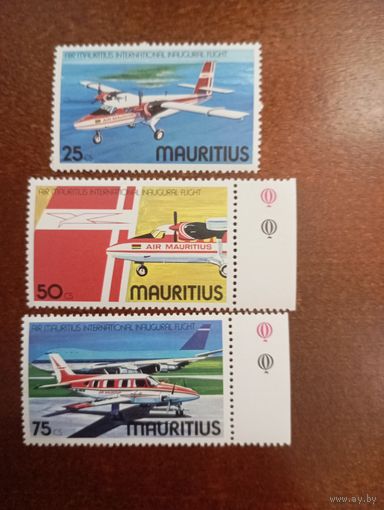 AIR MAURITIUS INTERNATIONAL INAUGURAL FLIGHT
25cs MAURITIUS
AIR MAURITIUS INTERNATIONAL INAUGURAL FLIGHT
AIR MAURITIUS
50cs MAURITIUS
AIR MAURITIUS INTERNATIONAL INAUGURAL FLIGHT
75cs MAURITIUS
www.ay.by